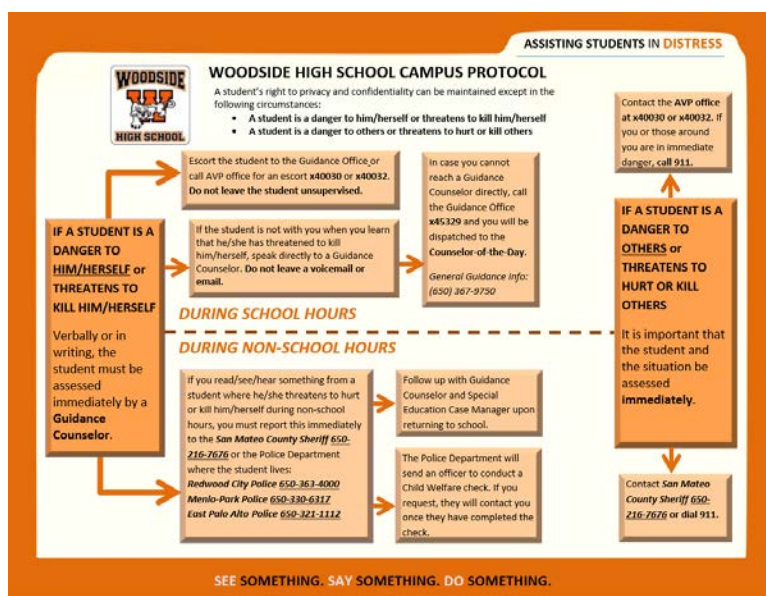 ASSISTING STUDENTS IN DISTRESS
WOODSIDE
HIGH SCHOOL
WOODSIDE HIGH SCHOOL CAMPUS PROTOCOL
A student's right to privacy and confidentiality can be maintained except in the
following circumstances:
• A student is a danger to him/herself or threatens to kill him/herself
• A student is a danger to others or threatens to hurt or kill others
Escort the student to the Guidance Office or
call AVP office for an escort x40030 or x40032.
Do not leave the student unsupervised.
If the student is not with you when you learn
that he/she has threatened to kill
him/herself, speak directly to a Guidance
Counselor. Do not leave a voicemail or
email.
In case you cannot
reach a Guidance
Counselor directly, call
the Guidance Office
x45329 and you will be
dispatched to the
Counselor-of-the-Day.
General Guidance Info:
(650) 367-9750
IF A STUDENT IS A
DANGER TO
HIM/HERSELF or
THREATENS TO
KILL HIM/HERSELF
Verbally or in
writing, the
student must be
assessed
immediately by a
Guidance
Counselor.
DURING SCHOOL HOURS
DURING NON-SCHOOL HOURS
If you read/see/hear something from a
student where he/she threatens to hurt
or kill him/herself during non-school
hours, you must report this immediately
to the San Mateo County Sheriff 650-
216-7676 or the Police Department
where the student lives:
Redwood City Police 650-363-4000
Menlo-Park Police 650-330-6317
East Palo Alto Police 650-321-1112
Follow up with Guidance
Counselor and Special
Education Case Manager upon
returning to school.
The Police Department will
send an officer to conduct a
Child Welfare check. If you
request, they will contact you
once they have completed the
check.
Contact the AVP office
at x40030 or x40032. If
you or those around
you are in immediate
danger, call 911.
IF A STUDENT IS A
DANGER TO
OTHERS or
THREATENS TO
HURT OR KILL
OTHERS
It is important that
the student and
the situation be
assessed
immediately.
Contact San Mateo
County Sheriff 650-
216-7676 or dial 911.
SEE SOMETHING. SAY SOMETHING. DO SOMETHING.